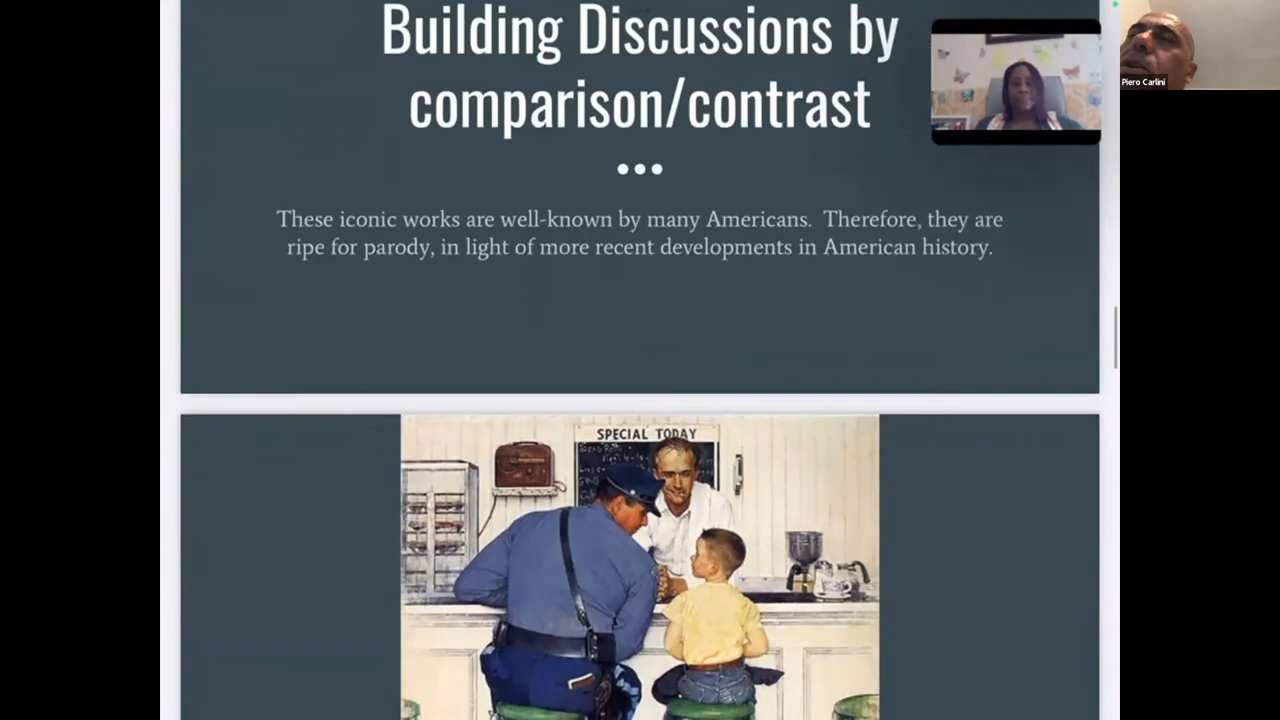 Building Discussions by
comparison/contrast
These iconic works are well-known by many Americans. Therefore, they are
ripe for parody, in light of more recent developments in American history.
Piero Carlini
SPECIAL TODAY